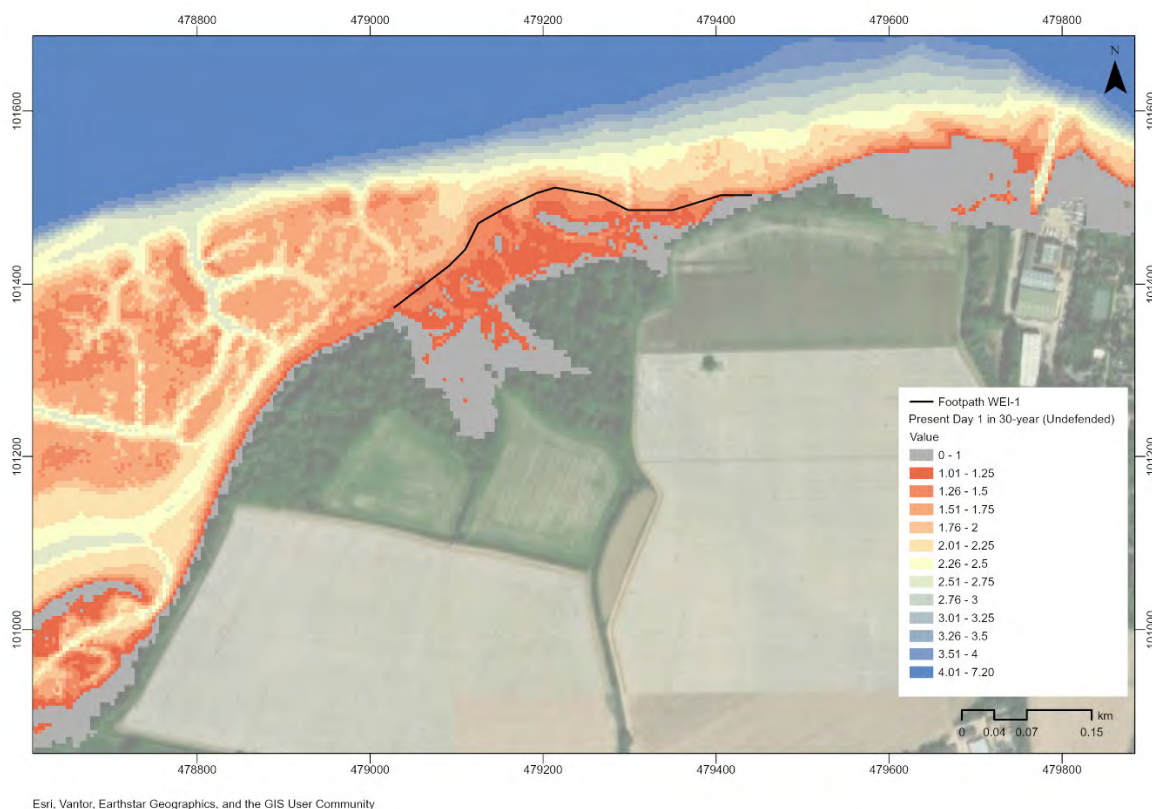 478800 479000 479200 479400 479600 479800
101600 101600
N
101400 101400
101200 101200
101000 101000
Footpath WEI-1
Present Day 1 in 30-year (Undefended)
Value
0 - 1
1.01 - 1.25
1.26 - 1.5
1.51 - 1.75
1.76 - 2
2.01 - 2.25
2.26 - 2.5
2.51 - 2.75
2.76 - 3
3.01 - 3.25
3.26 - 3.5
3.51 - 4
4.01 - 7.20
km
0 0.04 0.07 0.15
478800 479000 479200 479400 479600 479800
Esri, Vantor, Earthstar Geographics, and the GIS User Community